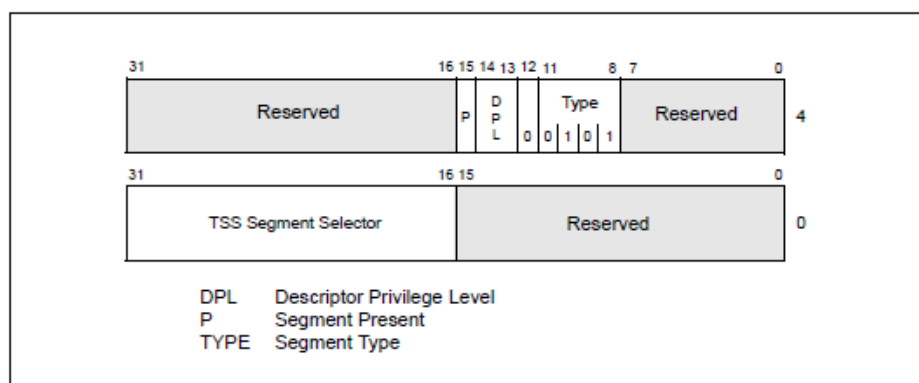 31 16 15 14 13 12 11 8 7 0
Reserved P DPL 0 Type 0 1 0 1 Reserved 4
31 16 15 0
TSS Segment Selector Reserved 0
DPL Descriptor Privilege Level
P Segment Present
TYPE Segment Type